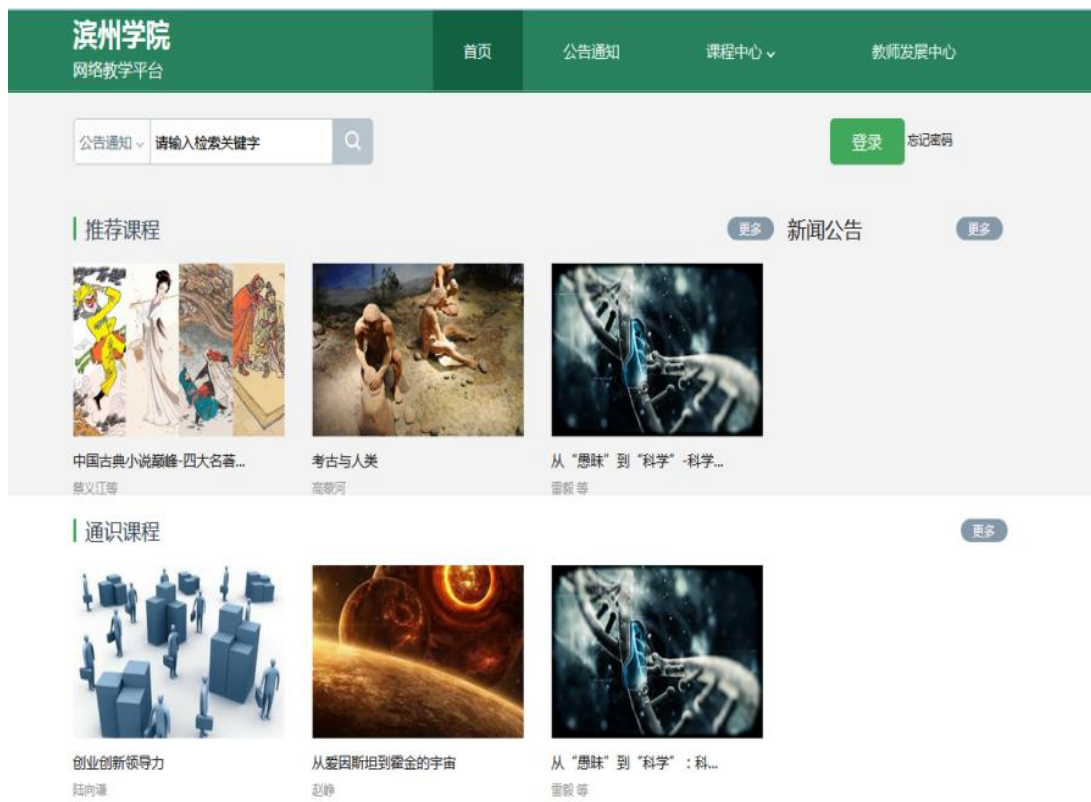 滨州学院
网络教学平台
首页
公告通知
课程中心
教师发展中心
公告通知
请输入检索关键字
登录
忘记密码
推荐课程
更多
新闻公告
更多
中国古典小说巅峰-四大名著...
考古与人类
从“愚昧”到“科学”-科学...
蔡义江等
高蒙河
雷毅 等
通识课程
更多
创业创新领导力
从爱因斯坦到霍金的宇宙
从“愚昧”到“科学”:科...
陆向谦
赵峥
雷毅 等